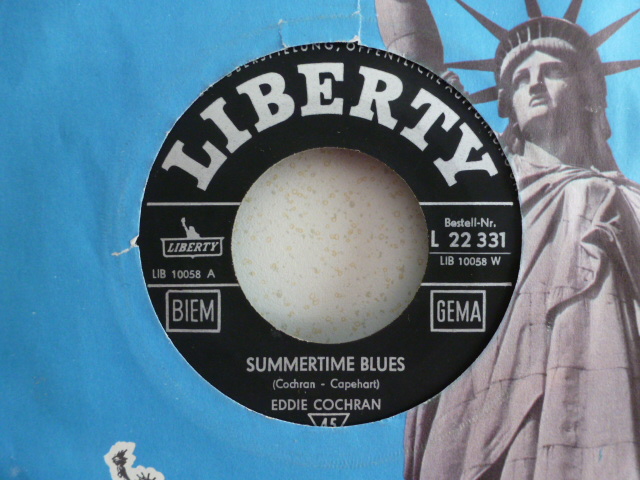 LIBERTY
LIBERTY
LIB 10058 A
Bestell-Nr.
L 22 331
LIB 10058 W
BIEM
GEMA
SUMMERTIME BLUES
(Cochran - Capehart)
EDDIE COCHRAN
45